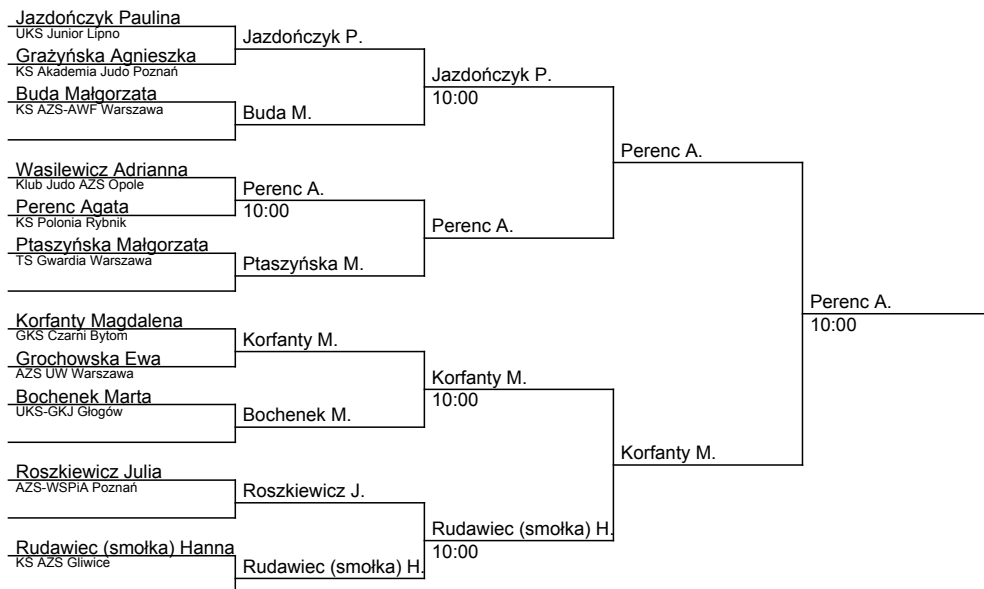 Jazdończyk Paulina
UKS Junior Lipno
Grażyńska Agnieszka
KS Akademia Judo Poznań
Buda Małgorzata
KS AZS-AWF Warszawa
Wasilewicz Adrianna
Klub Judo AZS Opole
Perenc Agata
KS Polonia Rybnik
Ptaszyńska Małgorzata
TS Gwardia Warszawa
Korfanty Magdalena
GKS Czarni Bytom
Grochowska Ewa
AZS UW Warszawa
Bochenek Marta
UKS-GKJ Głogów
Roszkiewicz Julia
AZS-WSPiA Poznań
Rudawiec (smołka) Hanna
KS AZS Gliwice
Jazdończyk P.
Buda M.
Perenc A.
10:00
Ptaszyńska M.
Korfanty M.
Bochenek M.
Roszkiewicz J.
Rudawiec (smołka) H.
Jazdończyk P.
10:00
Perenc A.
Korfanty M.
10:00
Rudawiec (smołka) H.
10:00
Perenc A.
Korfanty M.
Perenc A.
10:00